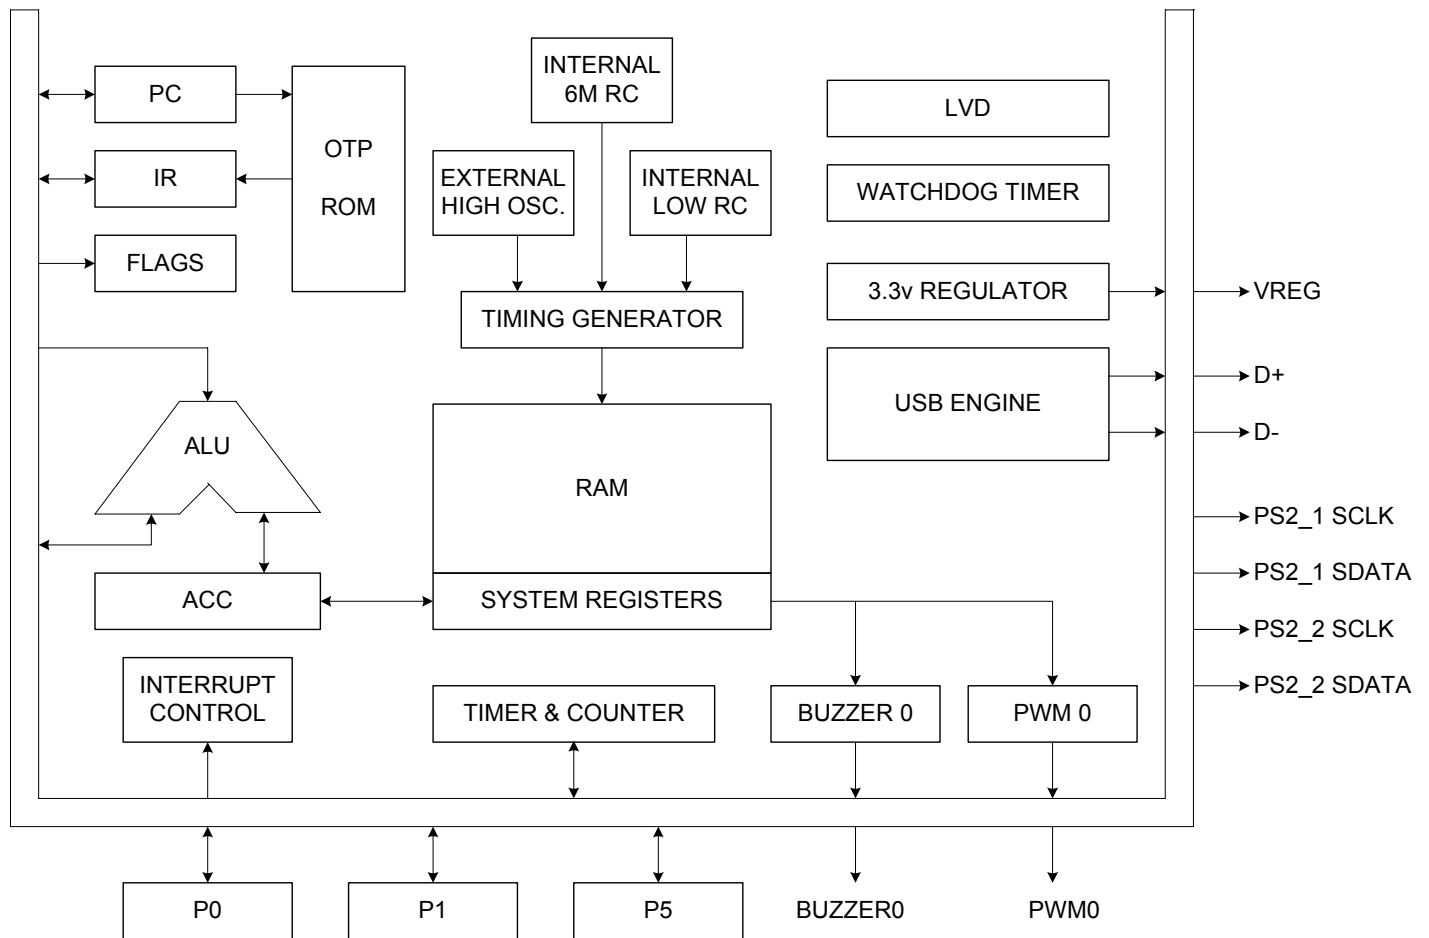 PC
IR
FLAGS
OTP
ROM
INTERNAL
6M RC
EXTERNAL
HIGH OSC.
INTERNAL
LOW RC
TIMING GENERATOR
LVD
WATCHDOG TIMER
3.3v REGULATOR
USB ENGINE
VREG
D+
D-
PS2_1 SCLK
PS2_1 SDATA
PS2_2 SCLK
PS2_2 SDATA
ALU
RAM
ACC
SYSTEM REGISTERS
INTERRUPT
CONTROL
TIMER & COUNTER
BUZZER 0
PWM 0
P0
P1
P5
BUZZER0
PWM0